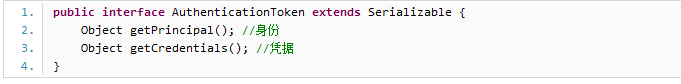 1. public interface AuthenticationToken extends Serializable {
2.     Object getPrincipal(); //身份
3.     Object getCredentials(); //凭据
4. }